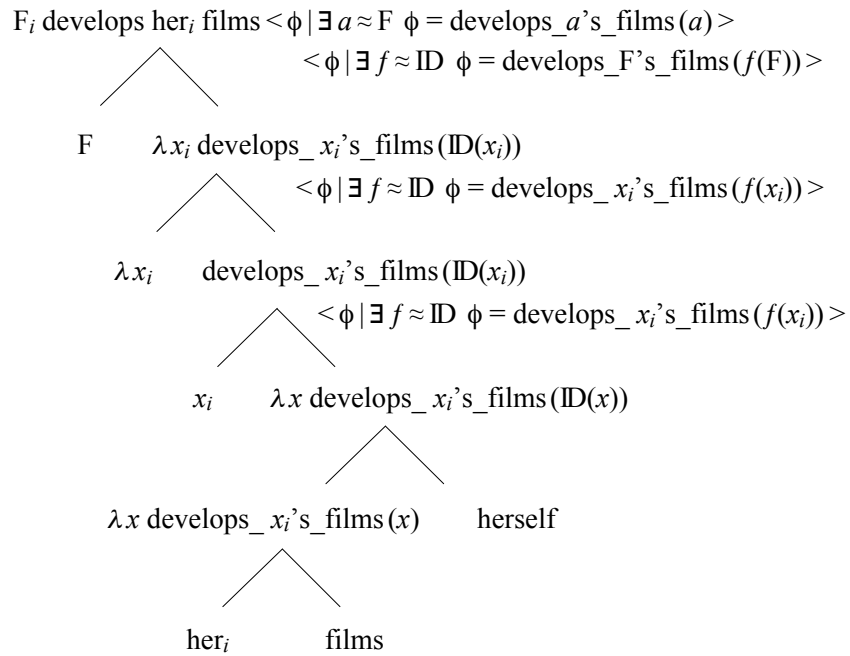 Fᵢ develops herᵢ films < ϕ | ∃ a ≈ F ϕ = develops_a’s_films (a) >
< ϕ | ∃ f ≈ ID ϕ = develops_F’s_films (f(F)) >
F λxᵢ develops_ xᵢ’s_films (ID(xᵢ))
< ϕ | ∃ f ≈ ID ϕ = develops_ xᵢ’s_films (f(xᵢ)) >
λxᵢ develops_ xᵢ’s_films (ID(xᵢ))
< ϕ | ∃ f ≈ ID ϕ = develops_ xᵢ’s_films (f(xᵢ)) >
xᵢ λx develops_ xᵢ’s_films (ID(x))
λx develops_ xᵢ’s_films (x) herself
herᵢ films